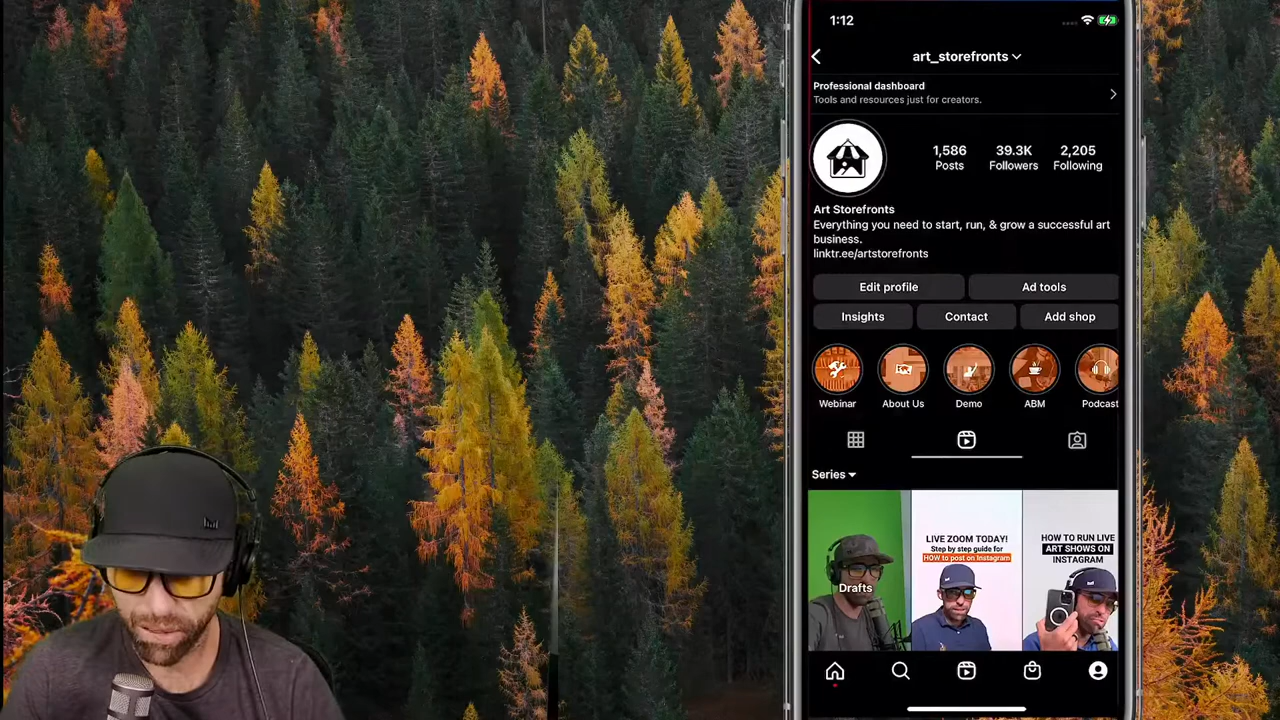 1:12
art_storefronts
Professional dashboard
Tools and resources just for creators.
1,586
39.3K
2,205
Posts
Followers
Following
Art Storefronts
Everything you need to start, run, & grow a successful art
business.
linktr.ee/artstorefronts
Edit profile
Ad tools
Insights
Contact
Add shop
Webinar
About Us
Demo
ABM
Podcast
Series
Drafts
LIVE ZOOM TODAY!
Step by step guide for
HOW to post on Instagram
HOW TO RUN LIVE
ART SHOWS ON
INSTAGRAM